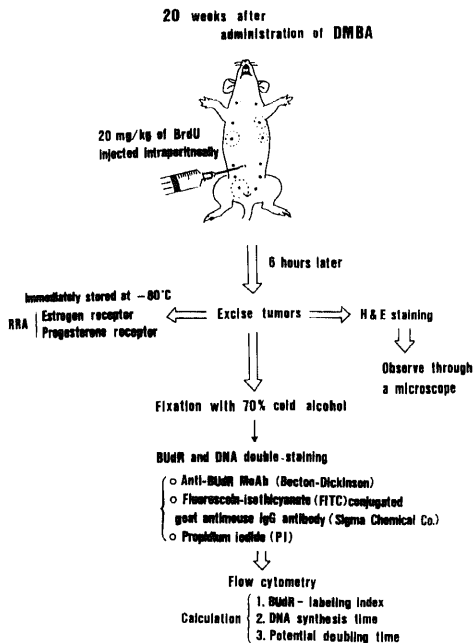 20 weeks after
administration of DMBA
20 mg/kg of BrdU
injected intraperitneally
6 hours later
Immediately stored at -80°C
RRA
Estrogen receptor
Progesterone receptor
Excise tumors
H & E staining
Observe through
a microscope
Fixation with 70% cold alcohol
BUdR and DNA double-staining
○ Anti-BUdR MoAb (Becton-Dickinson)
○ Fluorescein-isothicyanate (FITC) conjugated
goat antimouse IgG antibody (Sigma Chemical Co.)
○ Propidium iodide (PI)
Flow cytometry
Calculation
1. BUdR - labeling index
2. DNA synthesis time
3. Potential doubling time